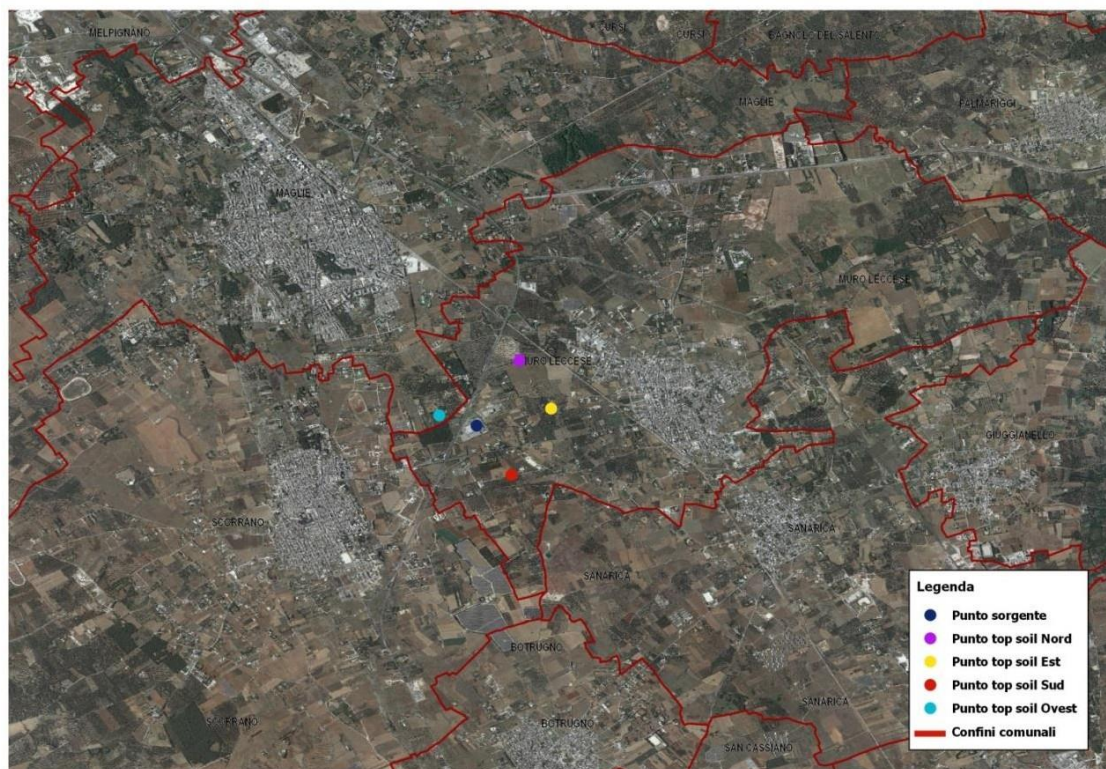 MELPIGNANO
CURSI
CURSI
BAGNOLO DEL SALENTO
MAGLIE
PALMARIGGI
MAGLIE
MURO LECCESE
MURO LECCESE
GIUGGIANELLO
SCORRANO
SANARICA
SANARICA
BOTRUGNO
SANARICA
SCORRANO
BOTRUGNO
SAN CASSIANO
Legenda
Punto sorgente
Punto top soil Nord
Punto top soil Est
Punto top soil Sud
Punto top soil Ovest
Confini comunali